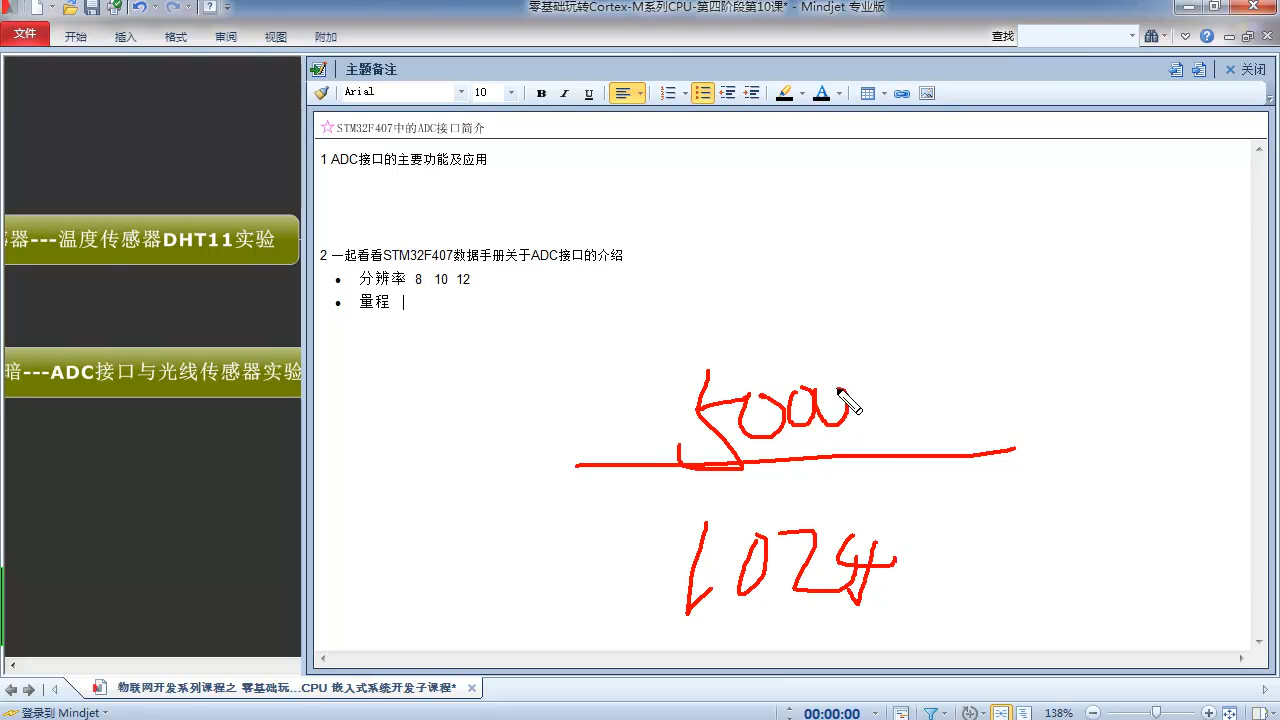 零基础玩转Cortex-M系列CPU-第四阶段第10课* - Mindjet 专业版
文件 开始 插入 格式 审阅 视图 附加 查找
主题备注 关闭
Arial 10 B I U
☆STM32F407中的ADC接口简介
1 ADC接口的主要功能及应用
器---温度传感器DHT11实验
2 一起看看STM32F407数据手册关于ADC接口的介绍
• 分辨率 8 10 12
• 量程
暗---ADC接口与光线传感器实验
5000
1024
物联网开发系列课程之 零基础玩...CPU 嵌入式系统开发子课程*
登录到 Mindjet 00:00:00 138%